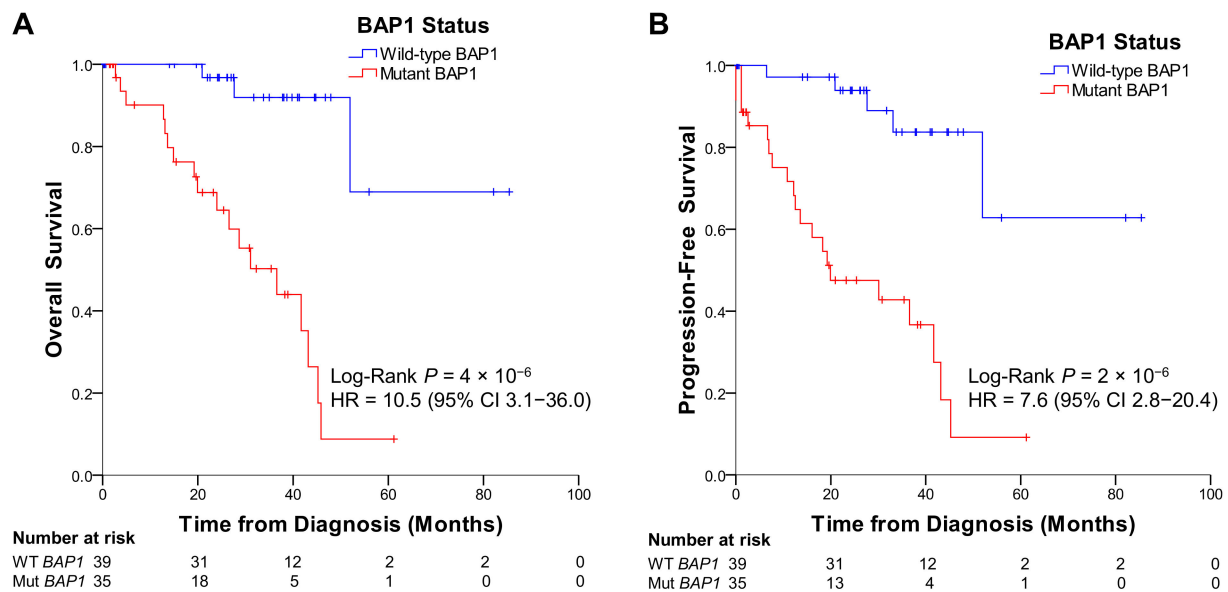 A
BAP1 Status
Wild-type BAP1
Mutant BAP1
1.0
0.8
0.6
0.4
0.2
0.0
Overall Survival
Log-Rank P = 4 × 10⁻⁶
HR = 10.5 (95% CI 3.1–36.0)
0 20 40 60 80 100
Time from Diagnosis (Months)
Number at risk
WT BAP1 39 31 12 2 2 0
Mut BAP1 35 18 5 1 0 0
B
BAP1 Status
Wild-type BAP1
Mutant BAP1
1.0
0.8
0.6
0.4
0.2
0.0
Progression-Free Survival
Log-Rank P = 2 × 10⁻⁶
HR = 7.6 (95% CI 2.8–20.4)
0 20 40 60 80 100
Time from Diagnosis (Months)
Number at risk
WT BAP1 39 31 12 2 2 0
Mut BAP1 35 13 4 1 0 0